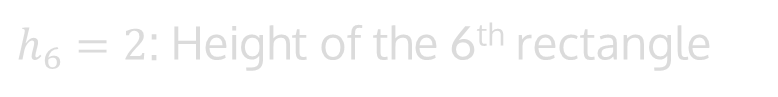 h₆ = 2: Height of the 6ᵗʰ rectangle